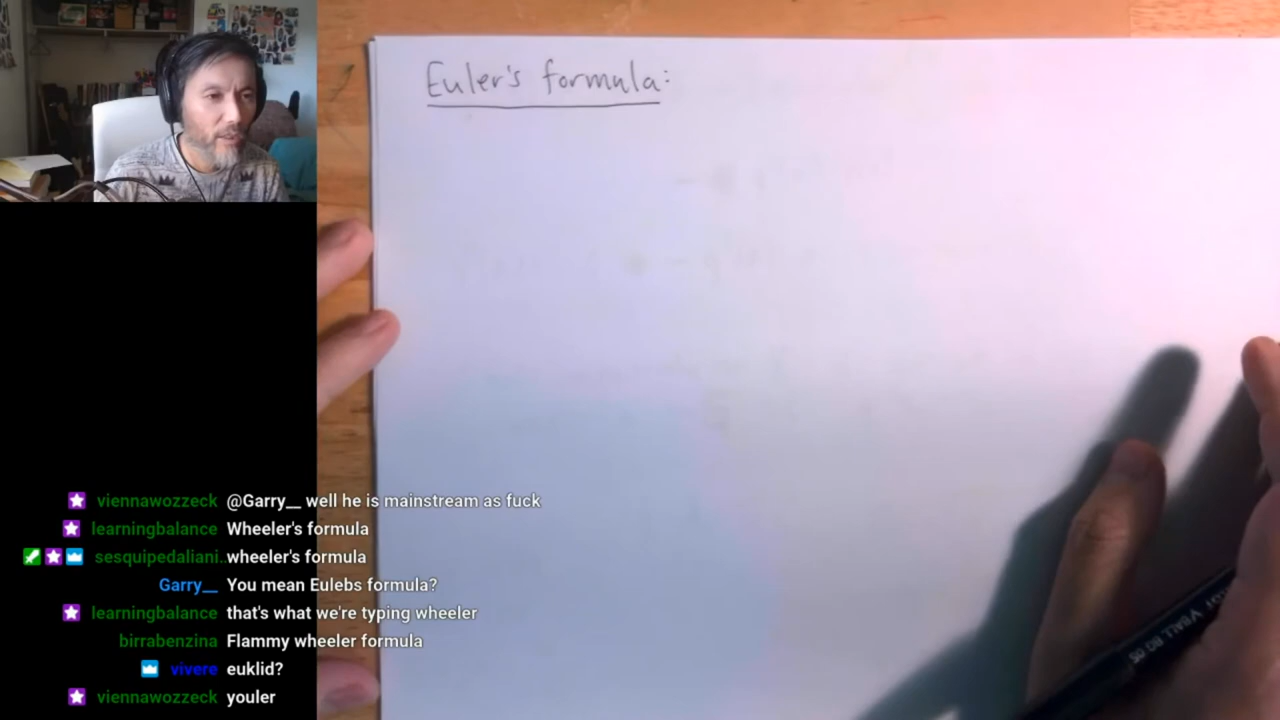 Euler's formula:
viennawozzeck @Garry__ well he is mainstream as fuck
learningbalance Wheeler's formula
sesquipedaliani.. wheeler's formula
Garry__ You mean Eulebs formula?
learningbalance that's what we're typing wheeler
birrabenzina Flammy wheeler formula
vivere euklid?
viennawozzeck youler